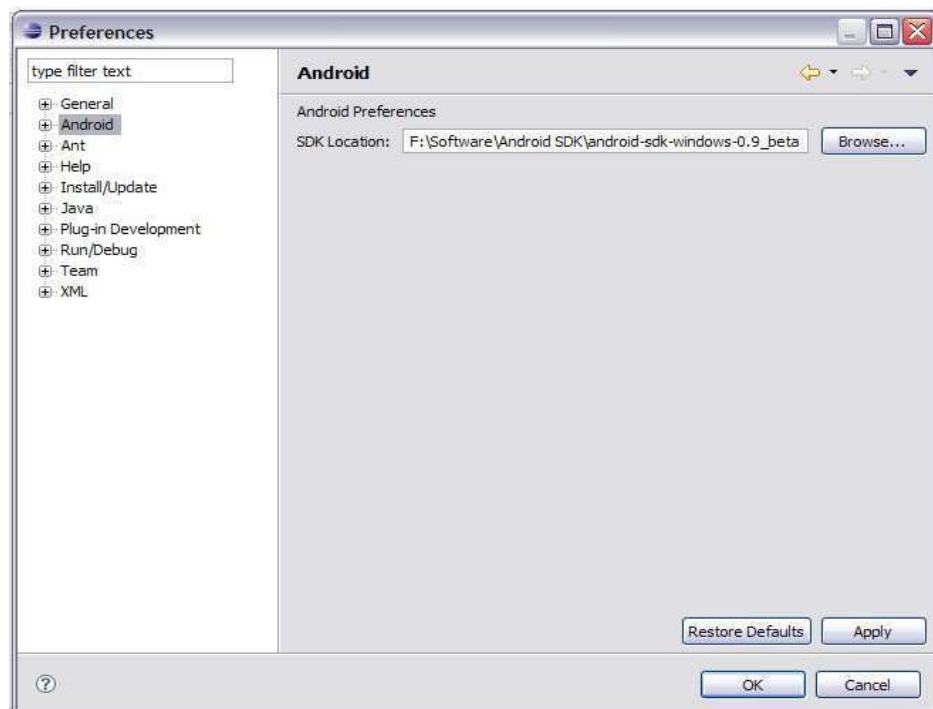 Preferences
type filter text
General
Android
Ant
Help
Install/Update
Java
Plug-in Development
Run/Debug
Team
XML
Android
Android Preferences
SDK Location: F:\Software\Android SDK\android-sdk-windows-0.9_beta Browse...
Restore Defaults Apply
OK Cancel